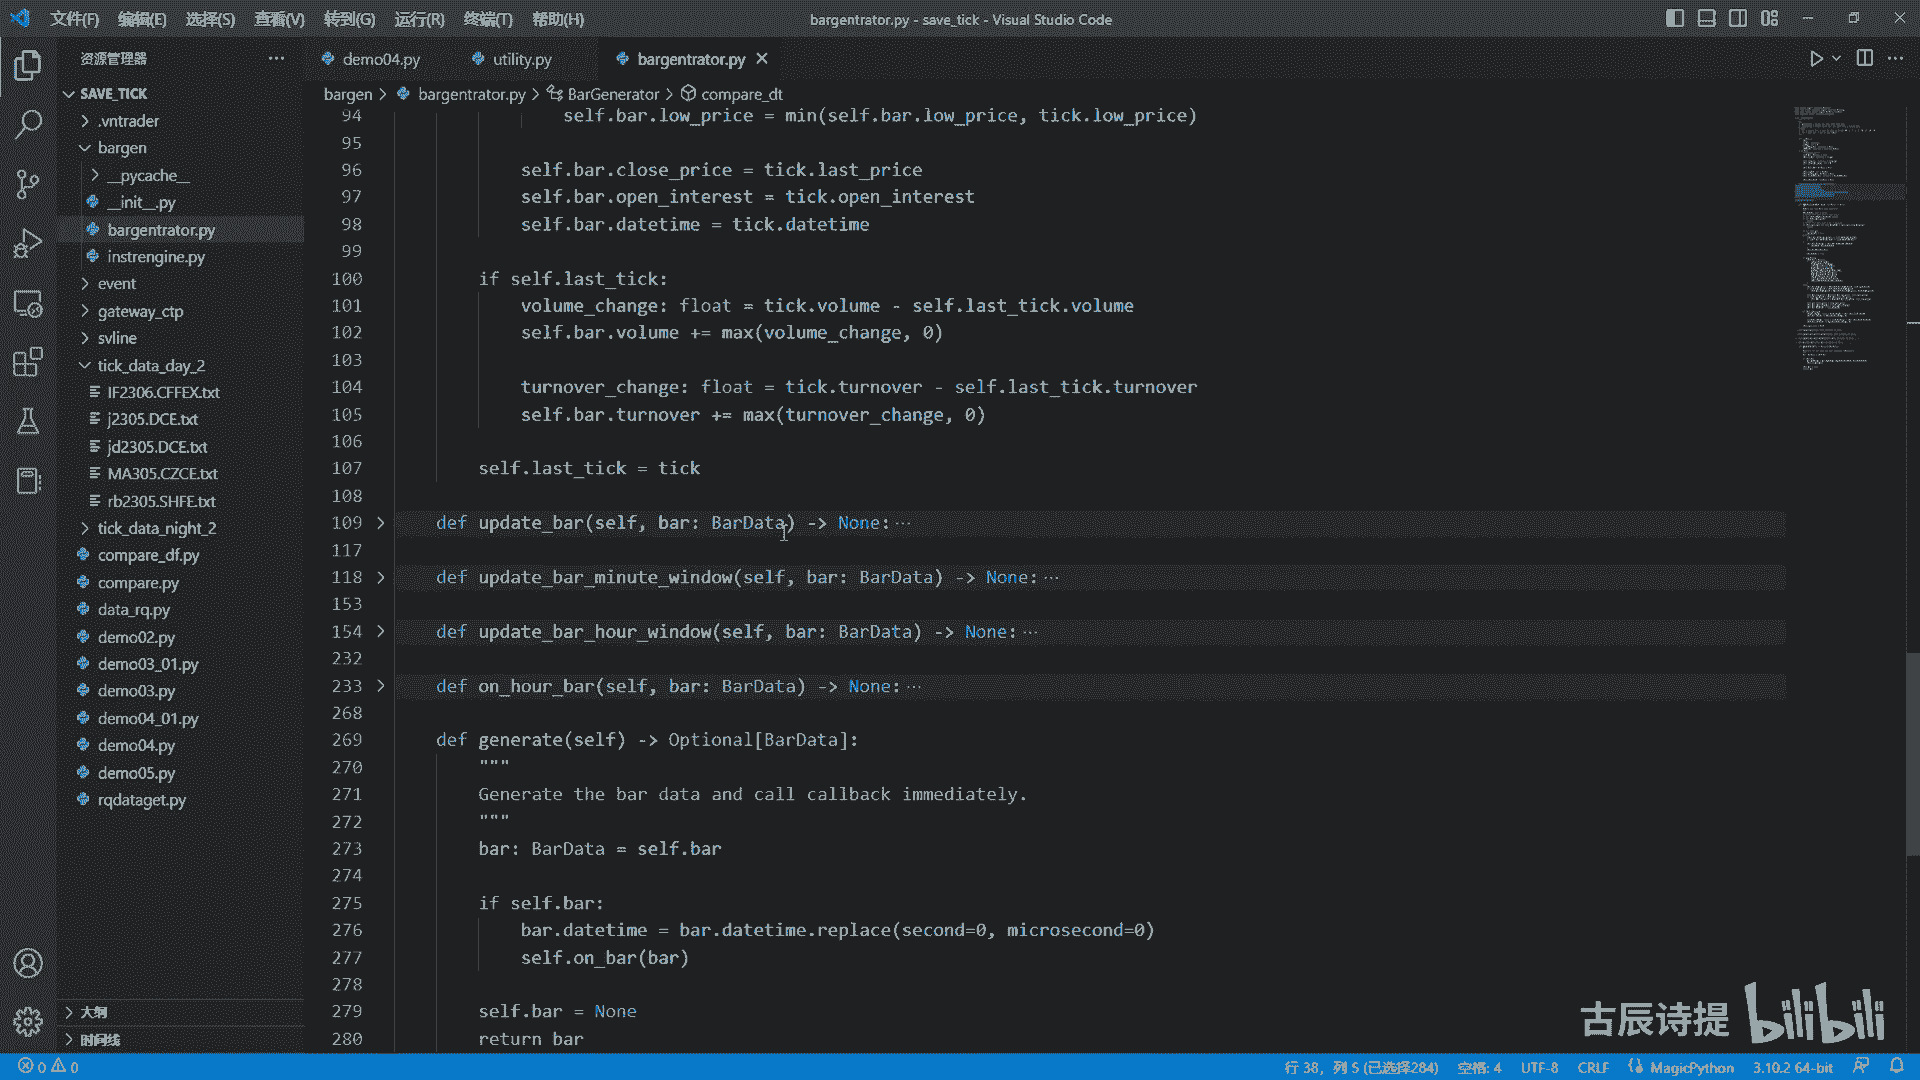 文件(F) 编辑(E) 选择(S) 查看(V) 转到(G) 运行(R) 终端(T) 帮助(H)
bargentrator.py - save_tick - Visual Studio Code
资源管理器
SAVE_TICK
.vntrader
bargen
__pycache__
__init__.py
bargentrator.py
instrengine.py
event
gateway_ctp
svline
tick_data_day_2
IF2306.CFFEX.txt
j2305.DCE.txt
jd2305.DCE.txt
MA305.CZCE.txt
rb2305.SHFE.txt
tick_data_night_2
compare_df.py
compare.py
data_rq.py
demo02.py
demo03_01.py
demo03.py
demo04_01.py
demo04.py
demo05.py
rqdataget.py
大纲
时间线
demo04.py utility.py bargentrator.py
bargen > bargentrator.py > BarGenerator > compare_dt
94 self.bar.low_price = min(self.bar.low_price, tick.low_price)
95
96 self.bar.close_price = tick.last_price
97 self.bar.open_interest = tick.open_interest
98 self.bar.datetime = tick.datetime
99
100 if self.last_tick:
101 volume_change: float = tick.volume - self.last_tick.volume
102 self.bar.volume += max(volume_change, 0)
103
104 turnover_change: float = tick.turnover - self.last_tick.turnover
105 self.bar.turnover += max(turnover_change, 0)
106
107 self.last_tick = tick
108
109 def update_bar(self, bar: BarData) -> None:···
117
118 def update_bar_minute_window(self, bar: BarData) -> None:···
153
154 def update_bar_hour_window(self, bar: BarData) -> None:···
232
233 def on_hour_bar(self, bar: BarData) -> None:···
268
269 def generate(self) -> Optional[BarData]:
270 """
271 Generate the bar data and call callback immediately.
272 """
273 bar: BarData = self.bar
274
275 if self.bar:
276 bar.datetime = bar.datetime.replace(second=0, microsecond=0)
277 self.on_bar(bar)
278
279 self.bar = None
280 return bar
古辰诗提 bilibili
0 0
行 38，列 5 (已选择284) 空格: 4 UTF-8 CRLF MagicPython 3.10.2 64-bit